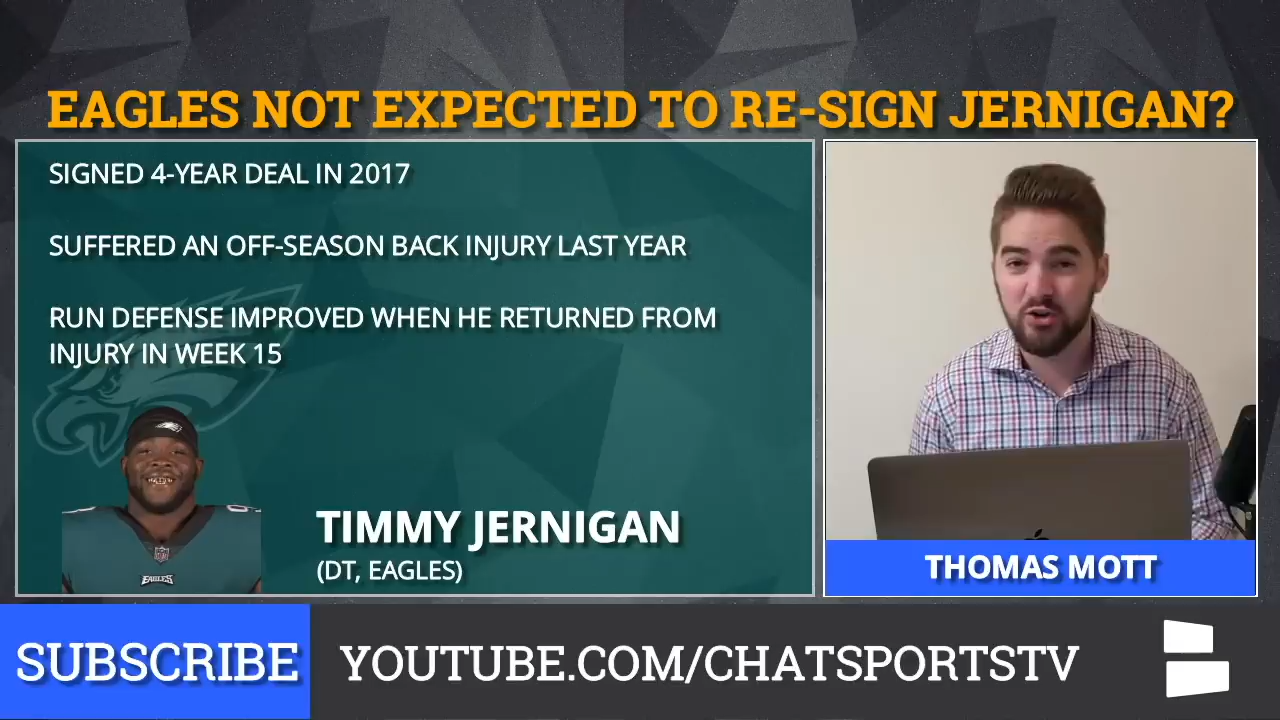 EAGLES NOT EXPECTED TO RE-SIGN JERNIGAN?
SIGNED 4-YEAR DEAL IN 2017
SUFFERED AN OFF-SEASON BACK INJURY LAST YEAR
RUN DEFENSE IMPROVED WHEN HE RETURNED FROM
INJURY IN WEEK 15
EAGLES
TIMMY JERNIGAN
(DT, EAGLES)
THOMAS MOTT
SUBSCRIBE
YOUTUBE.COM/CHATSPORTSTV